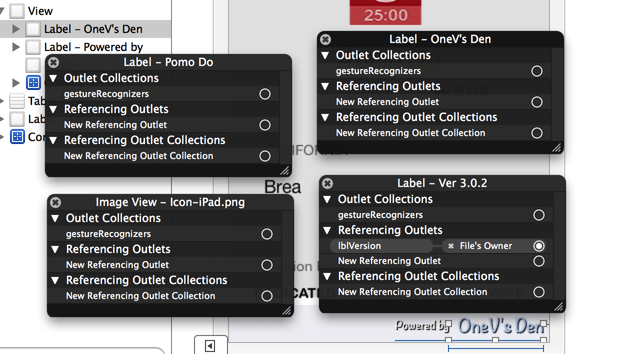 View
Label – OneV's Den
Label – Powered by
25:00
Label – Pomo Do
Outlet Collections
gestureRecognizers
Referencing Outlets
New Referencing Outlet
Referencing Outlet Collections
New Referencing Outlet Collection
Label – OneV's Den
Outlet Collections
gestureRecognizers
Referencing Outlets
New Referencing Outlet
Referencing Outlet Collections
New Referencing Outlet Collection
Brea
Image View – Icon-iPad.png
Outlet Collections
gestureRecognizers
Referencing Outlets
New Referencing Outlet
Referencing Outlet Collections
New Referencing Outlet Collection
Label – Ver 3.0.2
Outlet Collections
gestureRecognizers
Referencing Outlets
lblVersion
File's Owner
New Referencing Outlet
Referencing Outlet Collections
New Referencing Outlet Collection
Powered by OneV's Den